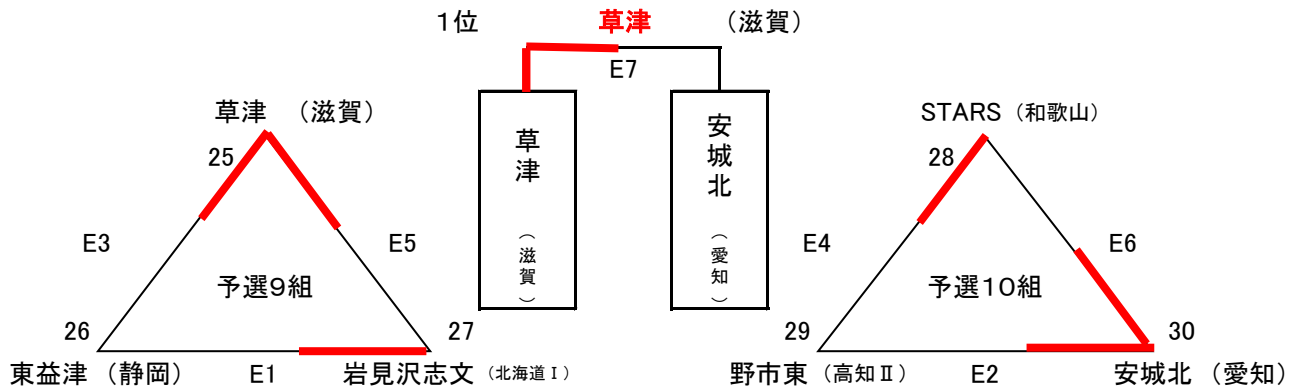 1位 草津 （滋賀）
E7
草津 （滋賀）
25
E3
E5
予選９組
26
27
東益津 （静岡）
E1
岩見沢志文 （北海道Ⅰ）
草津 （滋賀）
安城北 （愛知）
STARS （和歌山）
28
E4
E6
予選１０組
29
30
野市東 （高知Ⅱ）
E2
安城北 （愛知）